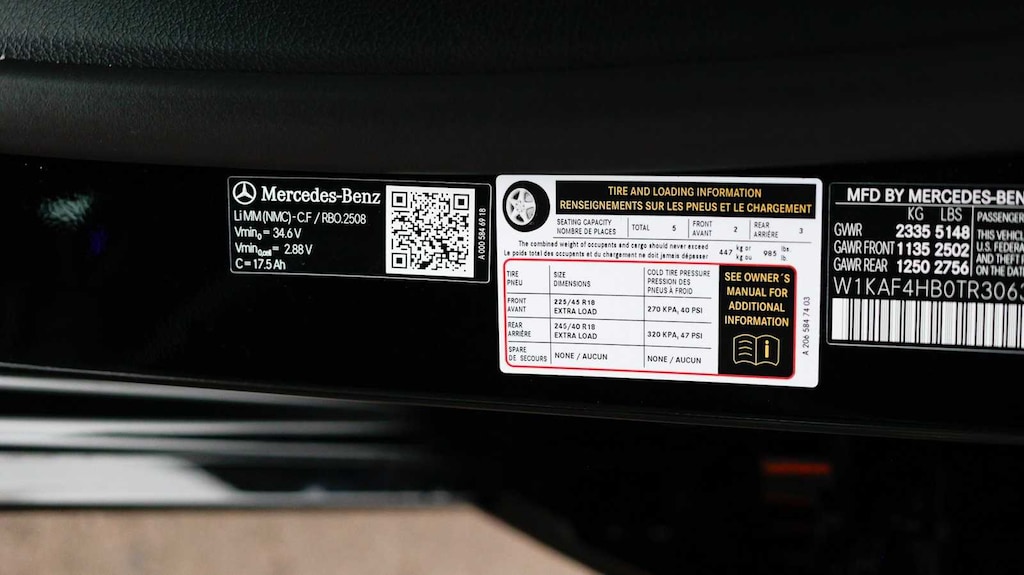 Mercedes-Benz
LiMM (NMC) - C.F / RBO.2508
Vmin₀ = 34.6 V
Vmin₀,cell = 2.88 V
C = 17.5 Ah
A 000 584 69 18
TIRE AND LOADING INFORMATION
RENSEIGNEMENTS SUR LES PNEUS ET LE CHARGEMENT
SEATING CAPACITY
NOMBRE DE PLACES
TOTAL 5
FRONT
AVANT
2
REAR
ARRIÈRE
3
The combined weight of occupants and cargo should never exceed
Le poids total des occupants et du chargement ne doit jamais dépasser
447 kg or
kg ou
985 lbs.
lb.
TIRE
PNEU
SIZE
DIMENSIONS
COLD TIRE PRESSURE
PRESSION DES
PNEUS À FROID
FRONT
AVANT
225/45 R18
EXTRA LOAD
270 KPA, 40 PSI
REAR
ARRIÈRE
245/40 R18
EXTRA LOAD
320 KPA, 47 PSI
SPARE
DE SECOURS
NONE / AUCUN
NONE / AUCUN
SEE OWNER´S
MANUAL FOR
ADDITIONAL
INFORMATION
A 206 584 74 03
MFD BY MERCEDES-BEN
KG LBS
GVWR 2335 5148
GAWR FRONT 1135 2502
GAWR REAR 1250 2756
PASSENGER
THIS VEHICL
U.S. FEDERA
AND THEFT F
ON THE DAT
W1KAF4HB0TR3063